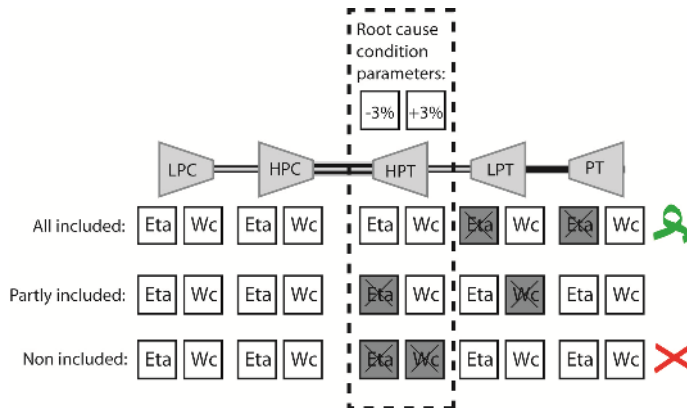 Root cause
condition
parameters:
-3% +3%
LPC HPC HPT LPT PT
All included: Eta Wc Eta Wc Eta Wc Eta Wc Eta Wc
Partly included: Eta Wc Eta Wc Eta Wc Eta Wc Eta Wc
Non included: Eta Wc Eta Wc Eta Wc Eta Wc Eta Wc